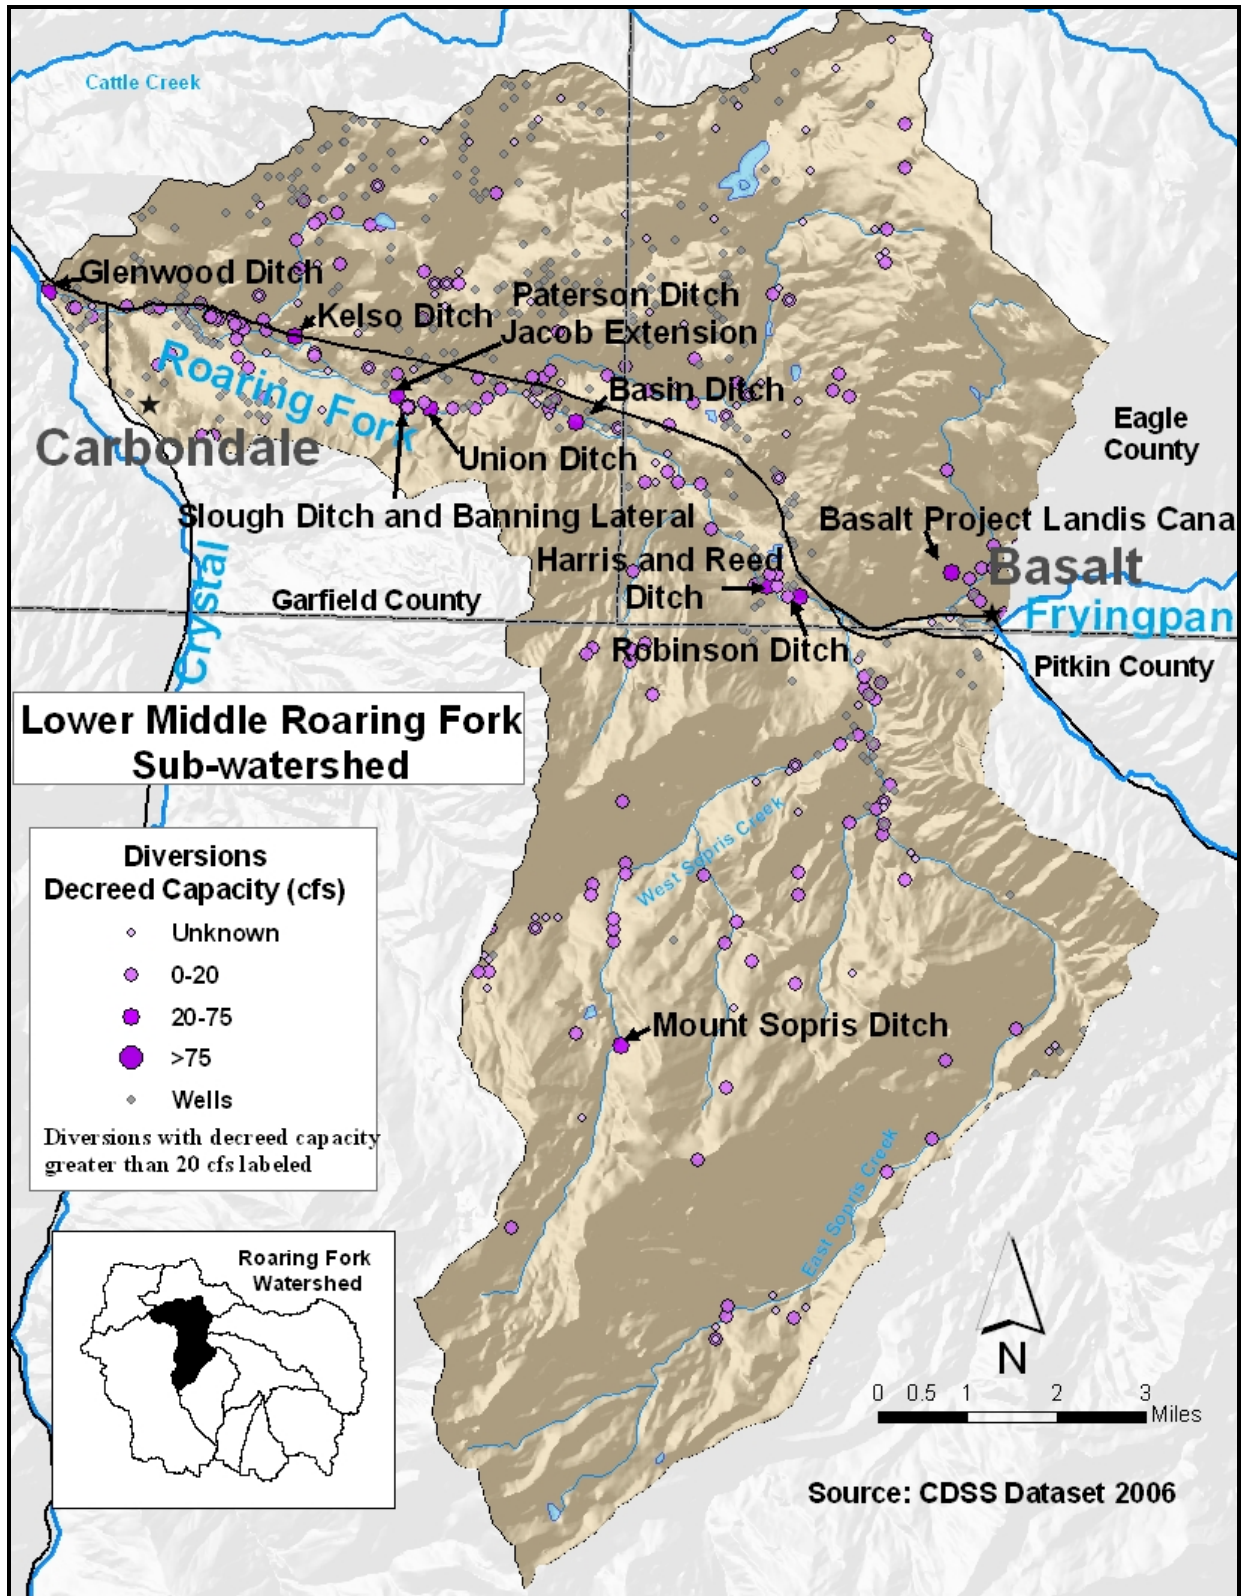 Cattle Creek
Glenwood Ditch
Kelso Ditch
Paterson Ditch
Jacob Extension
Roaring Fork
Basin Ditch
Carbondale
Union Ditch
Slough Ditch and Banning Lateral
Eagle
County
Basalt Project Landis Cana
Harris and Reed
Ditch
Basalt
Crystal
Garfield County
Fryingpan
Robinson Ditch
Pitkin County
Lower Middle Roaring Fork
Sub-watershed
Diversions
Decreed Capacity (cfs)
Unknown
0-20
20-75
>75
Wells
Diversions with decreed capacity
greater than 20 cfs labeled
West Sopris Creek
Mount Sopris Ditch
East Sopris Creek
Roaring Fork
Watershed
N
0 0.5 1 2 3
Miles
Source: CDSS Dataset 2006